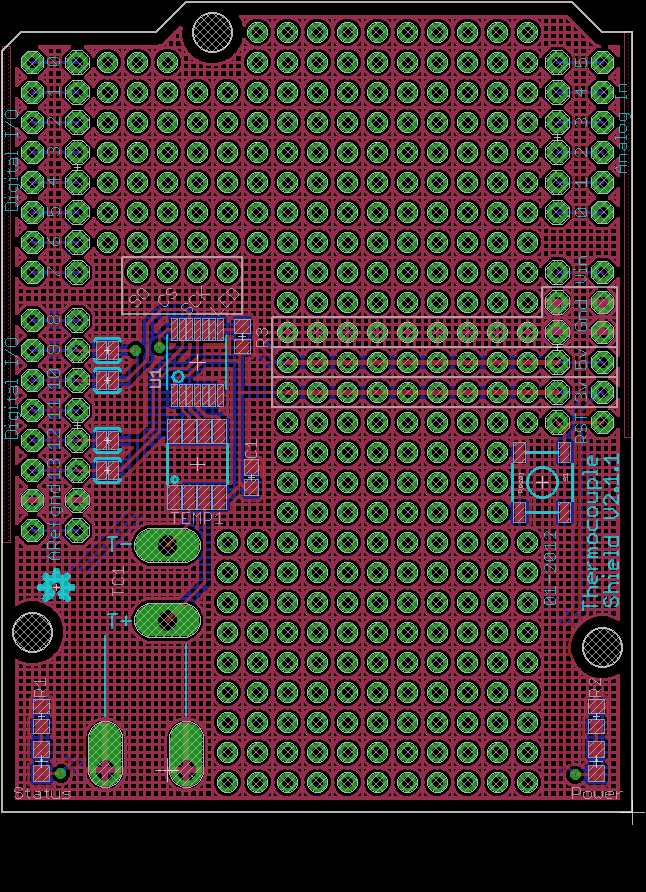 Digital I/O
0
1
2
3
4
5
6
7
Digital I/O
8
9
10
11
12
13
Analog In
5
4
3
2
1
0
Vin
Gnd
5v
3v
RST
U1
R3
C1
TEMP1
T-
TC1
T+
01-2012
Thermocouple
Shield V2.1.1
R1
R2
Status
Power